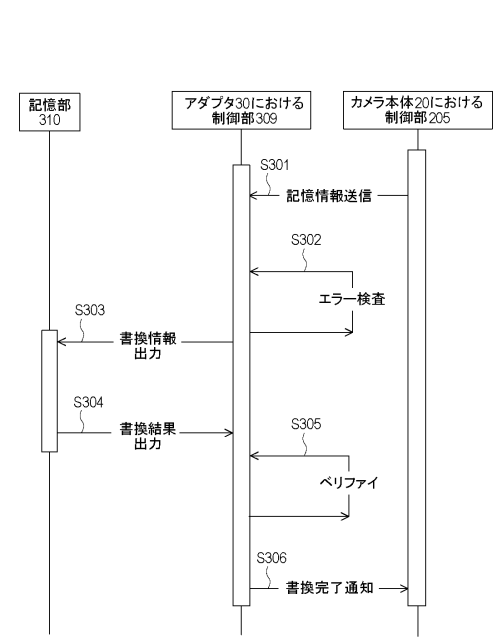 記憶部
310
アダプタ30における
制御部309
カメラ本体20における
制御部205
S301
記憶情報送信
S302
エラー検査
S303
書換情報
出力
S304
書換結果
出力
S305
ベリファイ
S306
書換完了通知